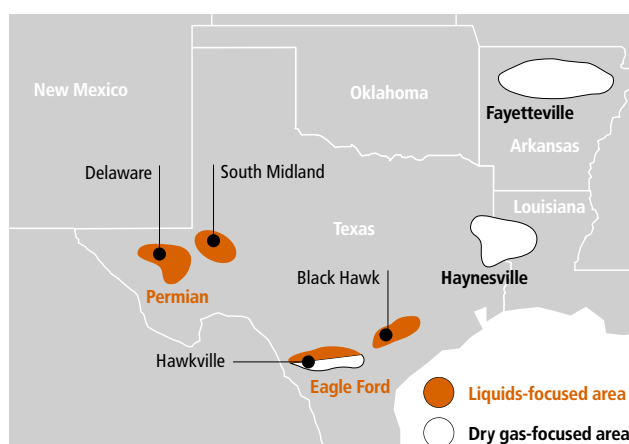 New Mexico
Oklahoma
Fayetteville
Arkansas
Delaware
South Midland
Louisiana
Texas
Permian
Black Hawk
Haynesville
Hawkville
Eagle Ford
Liquids-focused area
Dry gas-focused area